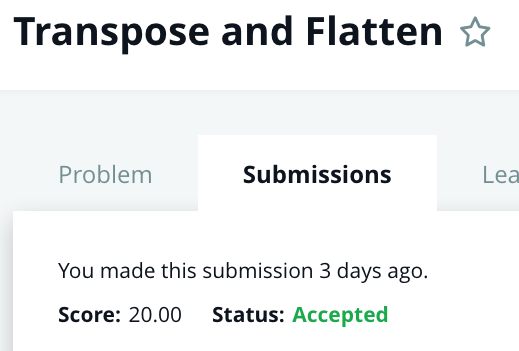 Transpose and Flatten
Problem Submissions Lea
You made this submission 3 days ago.
Score: 20.00 Status: Accepted